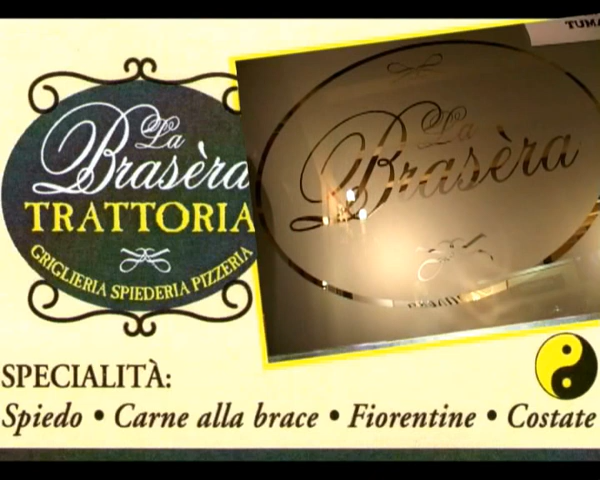 La
Brasèra
TRATTORIA
GRIGLIERIA SPIEDERIA PIZZERIA
La
Brasèra
SPECIALITÀ:
Spiedo • Carne alla brace • Fiorentine • Costate